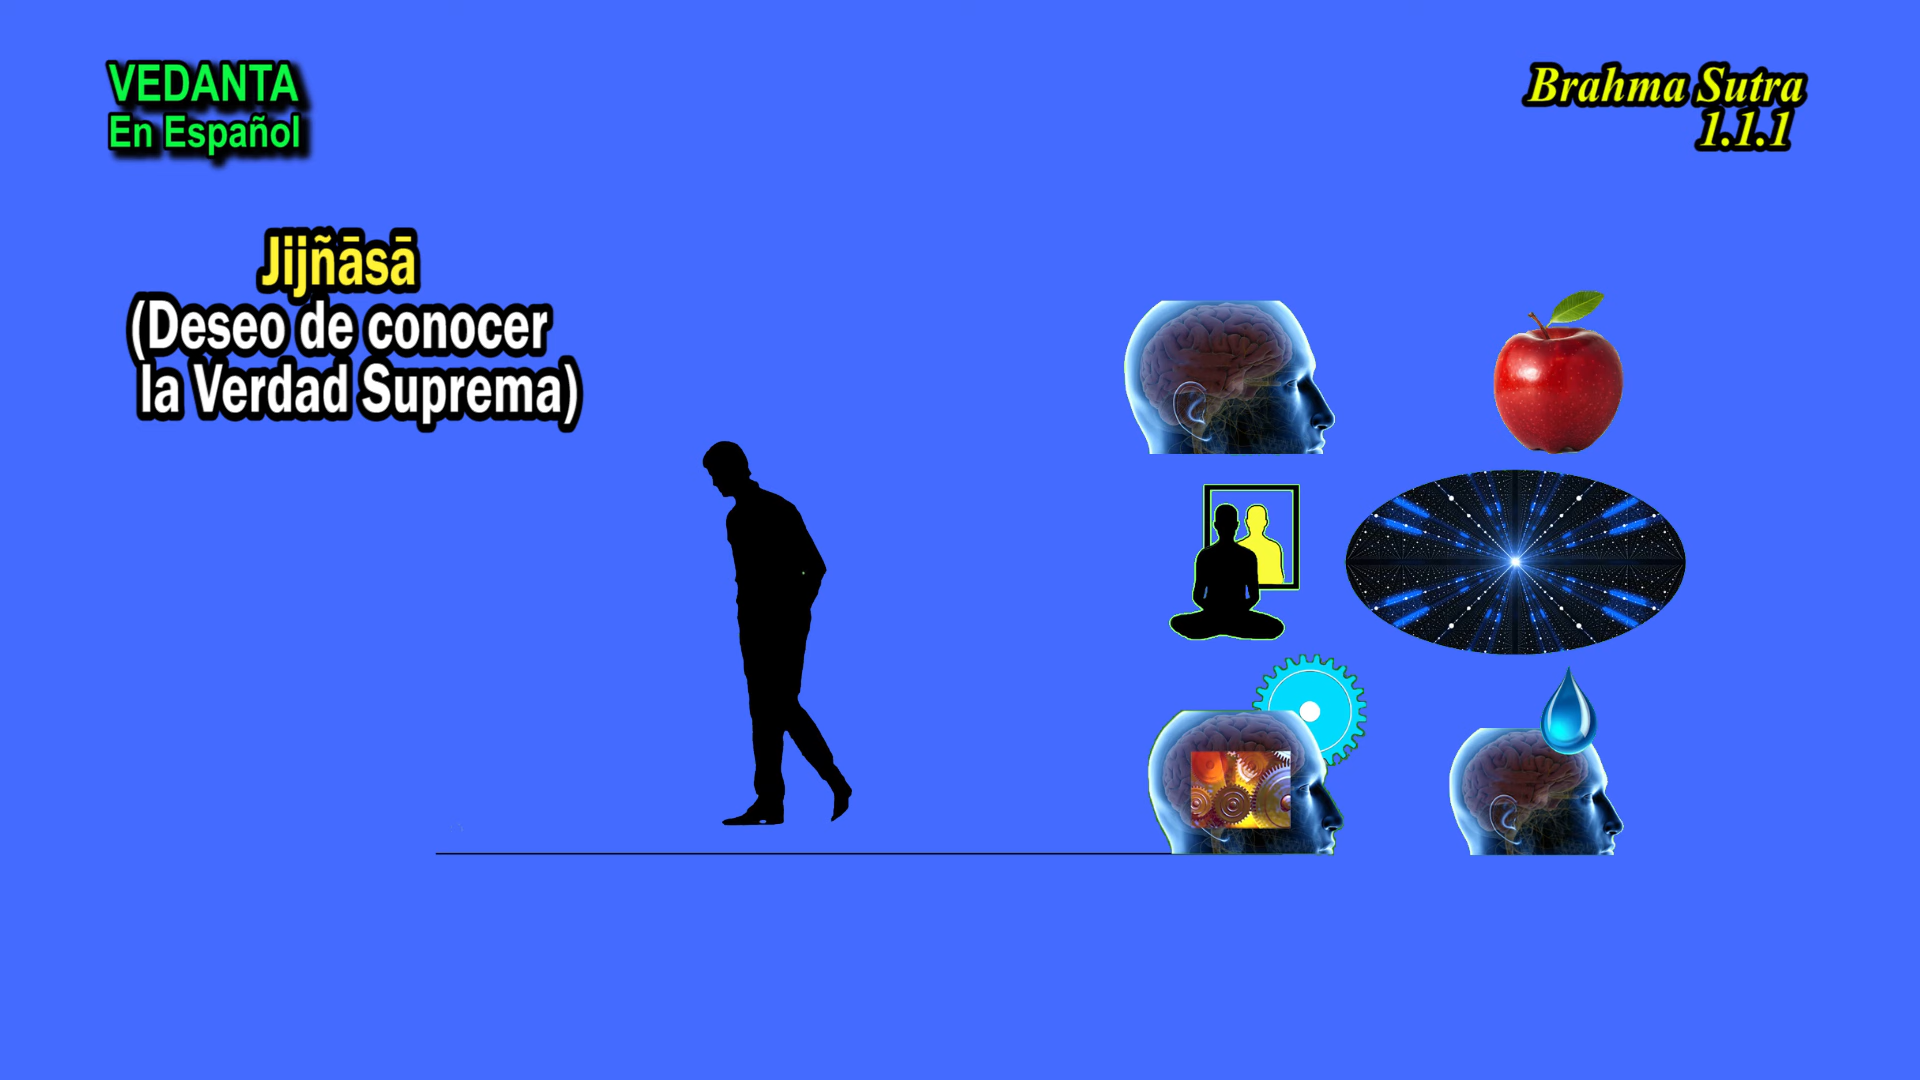 VEDANTA
En Español
Brahma Sutra
1.1.1
Jijñāsā
(Deseo de conocer
la Verdad Suprema)